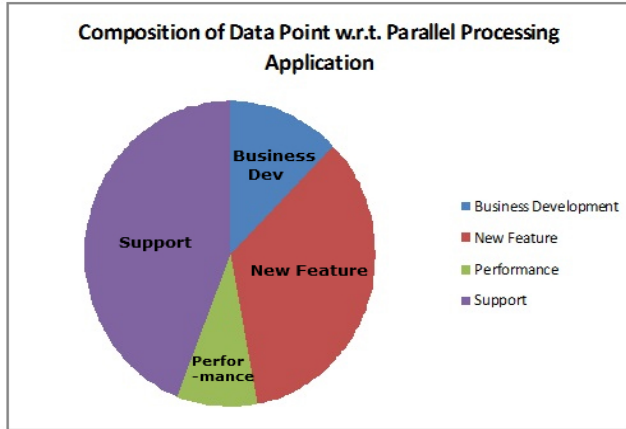 Composition of Data Point w.r.t. Parallel Processing
Application
Business
Dev
Support
New Feature
Perfor
-mance
Business Development
New Feature
Performance
Support